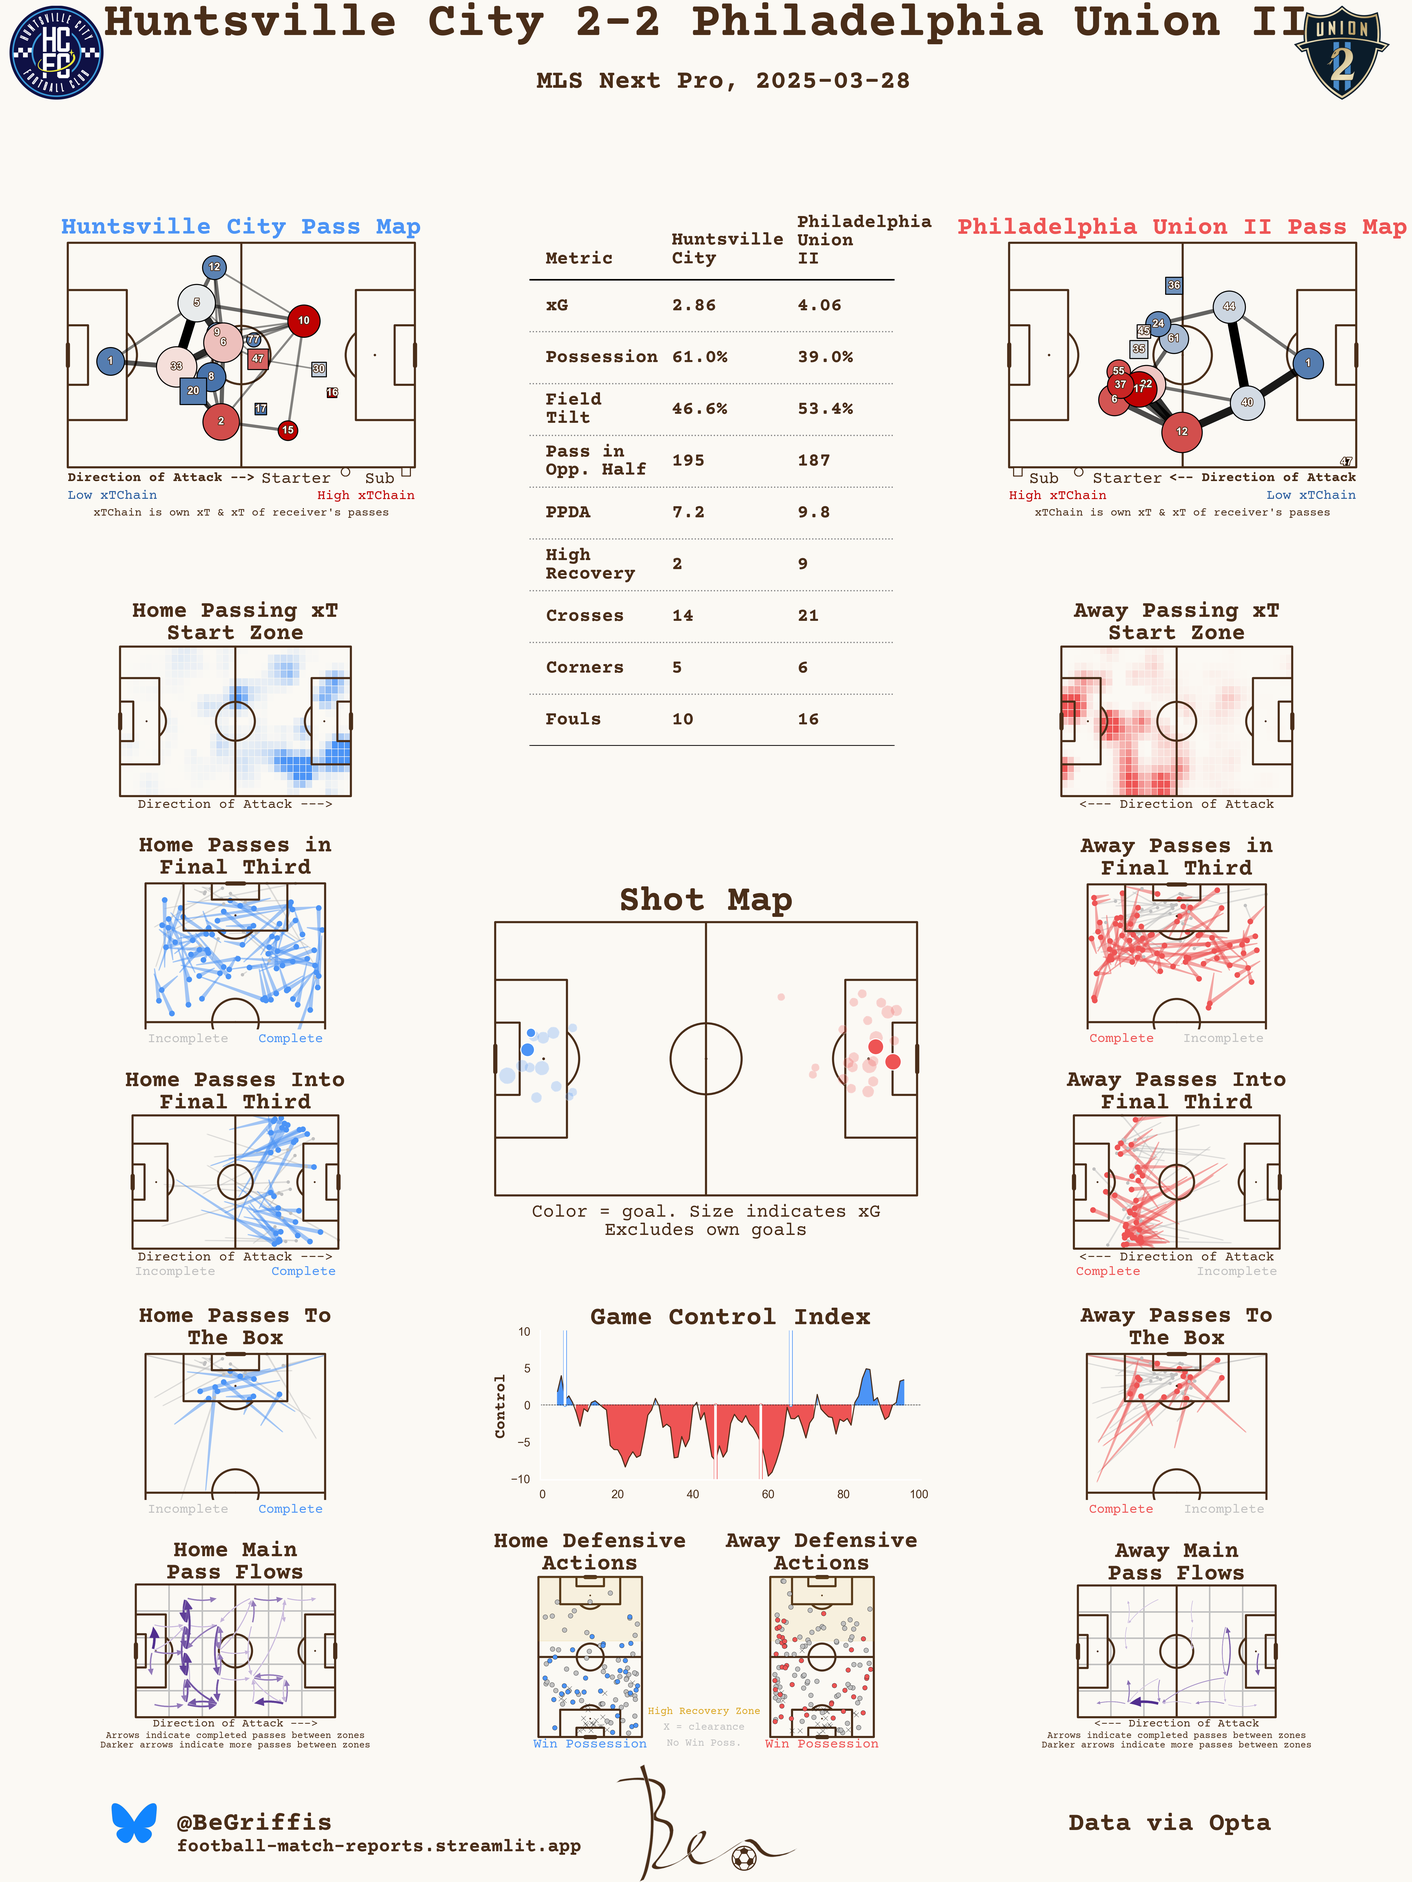 Huntsville City 2-2 Philadelphia Union II
MLS Next Pro, 2025-03-28
HUNTSVILLE CITY
HC
FC
FOOTBALL CLUB
UNION
2
Huntsville City Pass Map
12
5
10
9
6
77
47
1
33
30
8
20
16
17
2
15
Direction of Attack --> Starter Sub
Low xTChain High xTChain
xTChain is own xT & xT of receiver's passes
Metric Huntsville City Philadelphia Union II
xG 2.86 4.06
Possession 61.0% 39.0%
Field Tilt 46.6% 53.4%
Pass in Opp. Half 195 187
PPDA 7.2 9.8
High Recovery 2 9
Crosses 14 21
Corners 5 6
Fouls 10 16
Philadelphia Union II Pass Map
36
44
24
45
61
35
1
55
37
22
17
6
40
12
47
Sub Starter <-- Direction of Attack
High xTChain Low xTChain
xTChain is own xT & xT of receiver's passes
Home Passing xT
Start Zone
Direction of Attack --->
Away Passing xT
Start Zone
<--- Direction of Attack
Home Passes in
Final Third
Incomplete Complete
Away Passes in
Final Third
Complete Incomplete
Shot Map
Color = goal. Size indicates xG
Excludes own goals
Home Passes Into
Final Third
Direction of Attack --->
Incomplete Complete
Away Passes Into
Final Third
<--- Direction of Attack
Complete Incomplete
Home Passes To
The Box
Incomplete Complete
Game Control Index
Control
10
5
0
−5
−10
0 20 40 60 80 100
Away Passes To
The Box
Complete Incomplete
Home Main
Pass Flows
Direction of Attack --->
Arrows indicate completed passes between zones
Darker arrows indicate more passes between zones
Home Defensive
Actions
Win Possession
High Recovery Zone
X = clearance
No Win Poss.
Away Defensive
Actions
Win Possession
Away Main
Pass Flows
<--- Direction of Attack
Arrows indicate completed passes between zones
Darker arrows indicate more passes between zones
@BeGriffis
football-match-reports.streamlit.app
Ben
Data via Opta